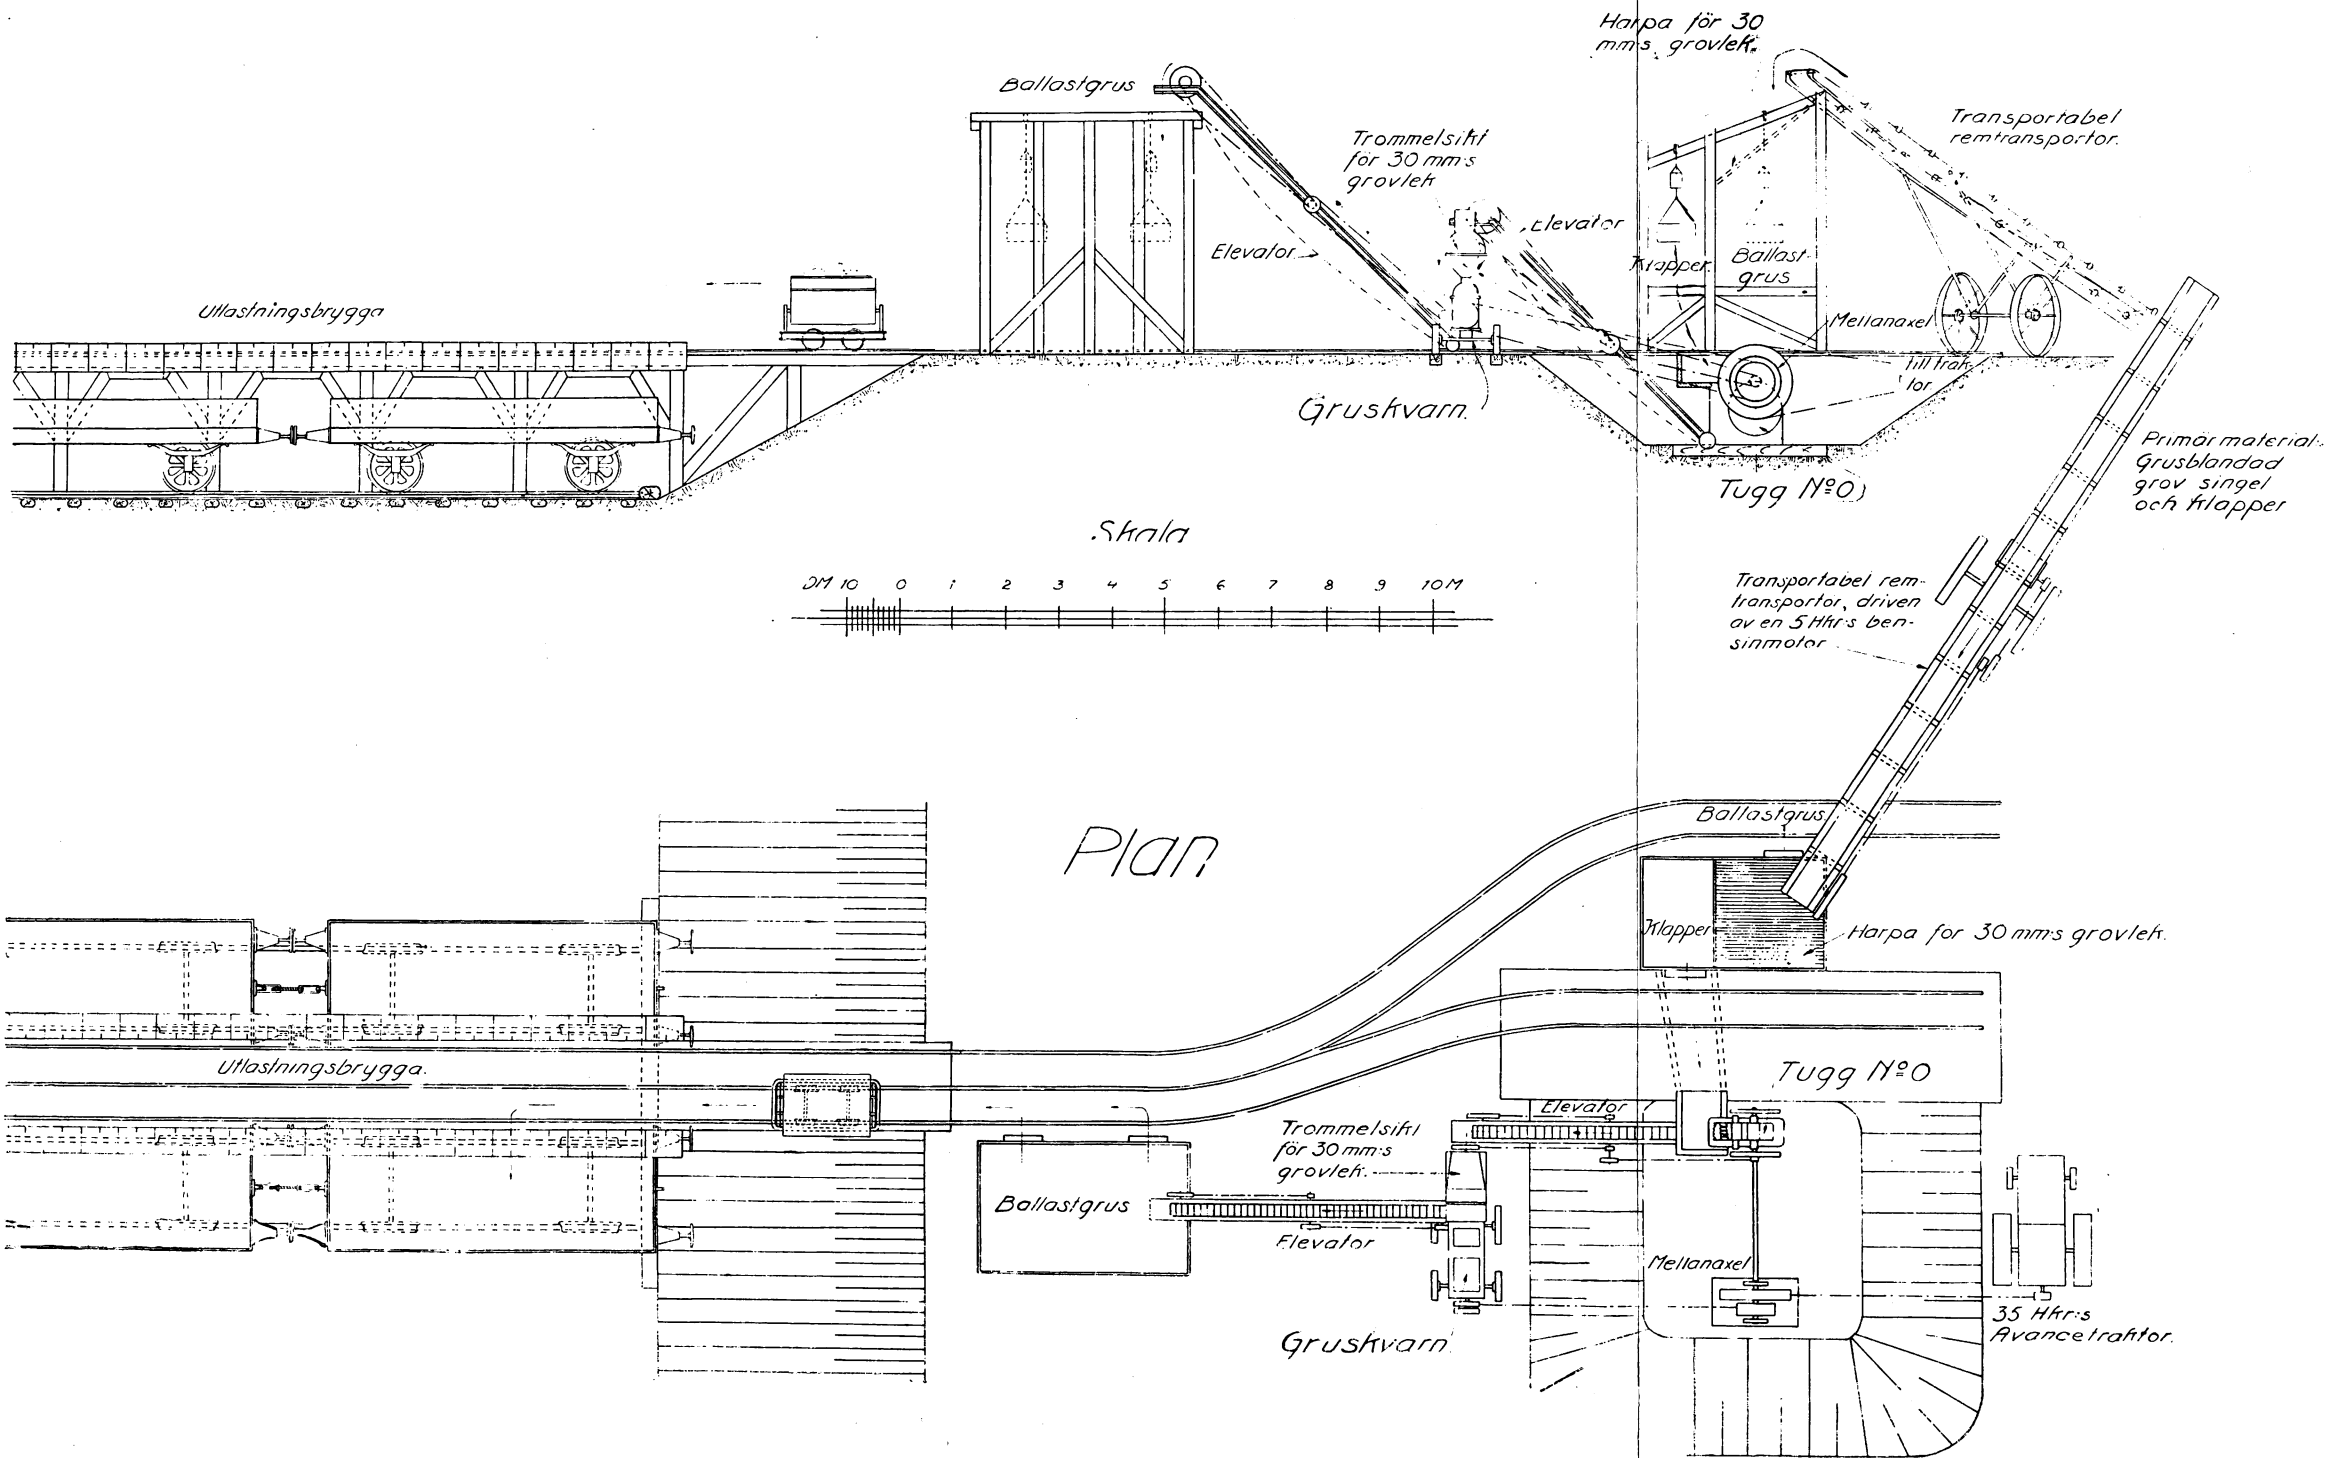 Harpa för 30
mm:s grovlek.
Ballastgrus
Transportabel
remtransportör.
Trommelsikt
för 30 mm:s
grovlek
Elevator
Elevator
Klapper.
Ballast-
grus
Utlastningsbrygga
Mellanaxel
till trak-
tor
Gruskvarn.
Primärmaterial:
Grusblandad
grov singel
och klapper
Tugg Nº0
Skala
DM 10 0 1 2 3 4 5 6 7 8 9 10 M
Transportabel rem-
transportör, driven
av en 5 Hkr:s ben-
sinmotor
Plan
Ballastgrus
Klapper
Harpa för 30 mm:s grovlek.
Utlastningsbrygga.
Tugg Nº0
Elevator
Trommelsikt
för 30 mm:s
grovlek.
Ballastgrus
Elevator
Mellanaxel
Gruskvarn.
35 Hkr:s
Avancetraktor.